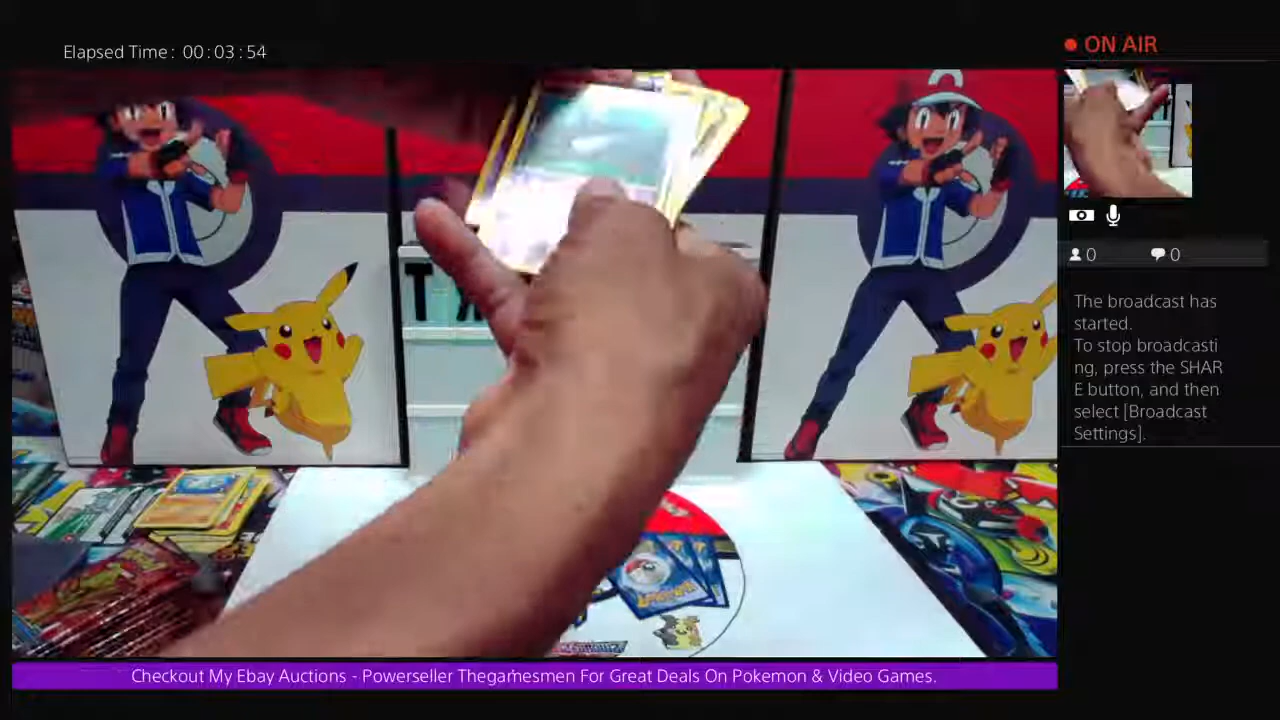 Elapsed Time: 00:03:54
ON AIR
0
0
The broadcast has
started.
To stop broadcasti
ng, press the SHAR
E button, and then
select [Broadcast
Settings].
Checkout My Ebay Auctions - Powerseller Thegamesmen For Great Deals On Pokemon & Video Games.